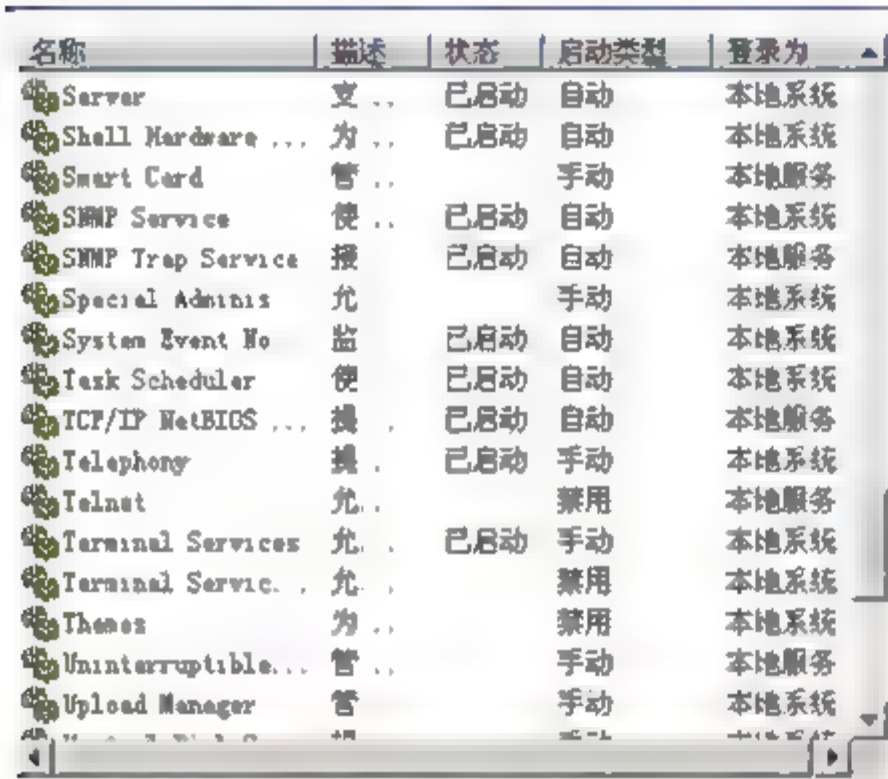 名称 描述 状态 启动类型 登录为
Server 支 .. 已启动 自动 本地系统
Shell Hardware ... 为 .. 已启动 自动 本地系统
Smart Card 管 .. 手动 本地服务
SNMP Service 使 .. 已启动 自动 本地系统
SNMP Trap Service 接 已启动 自动 本地服务
Special Adminis 允 手动 本地系统
System Event No 监 已启动 自动 本地系统
Task Scheduler 使 已启动 自动 本地系统
TCP/IP NetBIOS ... 提 . 已启动 自动 本地服务
Telephony 提 . 已启动 手动 本地系统
Telnet 允. . 禁用 本地服务
Terminal Services 允. . 已启动 手动 本地系统
Terminal Servic. . 允. . 禁用 本地系统
Themes 为 .. 禁用 本地系统
Uninterruptible... 管 .. 手动 本地服务
Upload Manager 管 手动 本地系统